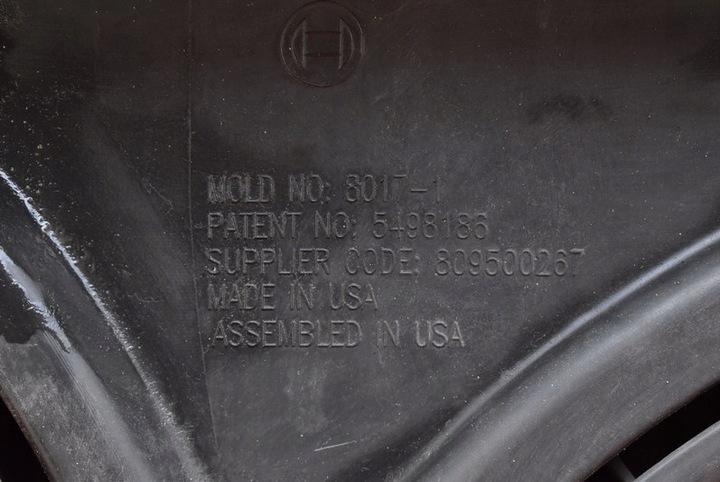 MOLD NO: 8017-1
PATENT NO: 5498186
SUPPLIER CODE: 809500267
MADE IN USA
ASSEMBLED IN USA